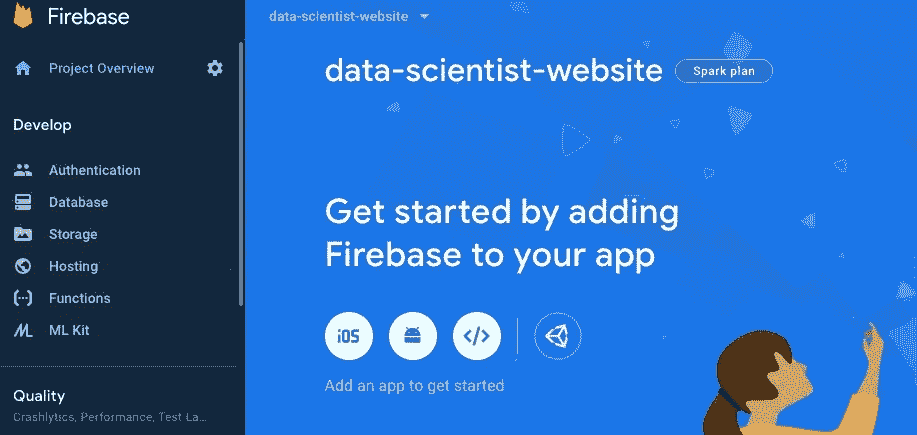 Firebase
Project Overview
Develop
Authentication
Database
Storage
Hosting
Functions
ML Kit
Quality
Crashlytics, Performance, Test La...
data-scientist-website
data-scientist-website
Spark plan
Get started by adding
Firebase to your app
iOS
Add an app to get started